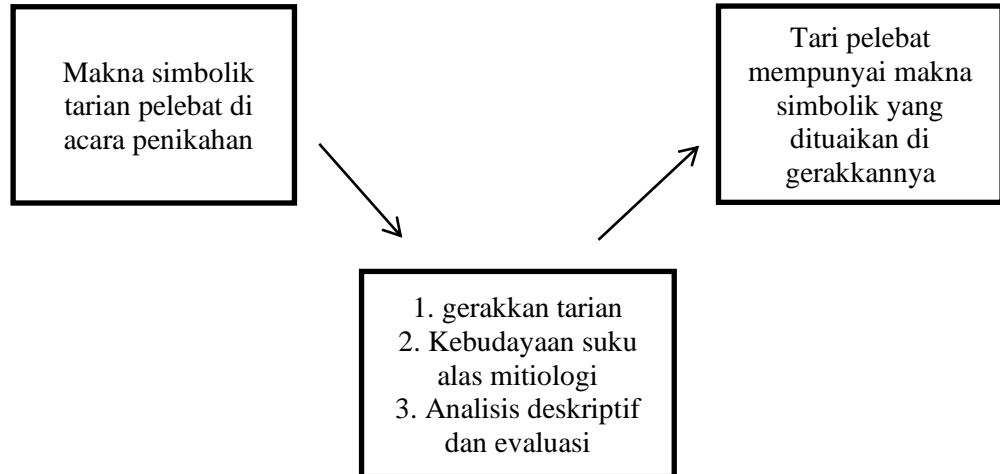 Makna simbolik
tarian pelebat di
acara penikahan
Tari pelebat
mempunyai makna
simbolik yang
dituaikan di
gerakkannya
1. gerakkan tarian
2. Kebudayaan suku
alas mitiologi
3. Analisis deskriptif
dan evaluasi